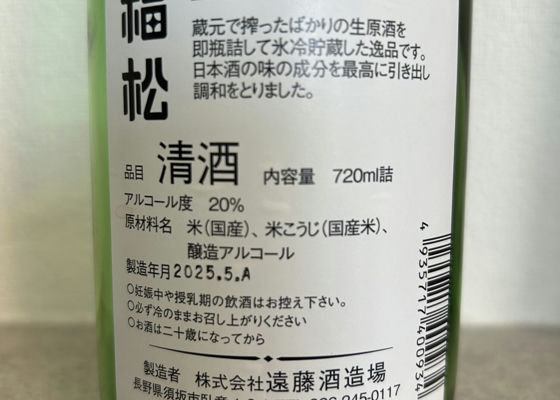 福松
蔵元で搾ったばかりの生原酒を
即瓶詰して氷冷貯蔵した逸品です。
日本酒の味の成分を最高に引き出し
調和をとりました。
品目 清酒 内容量 720ml詰
アルコール度 20%
原材料名 米(国産)、米こうじ(国産米)、
醸造アルコール
製造年月 2025.5.A
○妊娠中や授乳期の飲酒はお控え下さい。
○必ず冷のままお召し上がりください
○お酒は二十歳になってから
製造者 株式会社 遠藤酒造場
長野県須坂市
245-0117
4935717400934